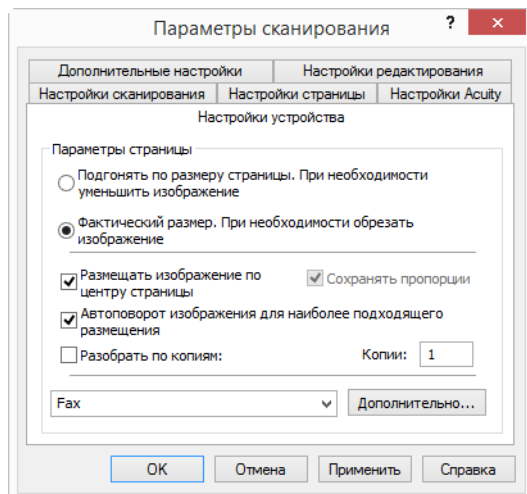 Параметры сканирования ?
Дополнительные настройки Настройки редактирования
Настройки сканирования Настройки страницы Настройки Acuity
Настройки устройства
Параметры страницы
Подгонять по размеру страницы. При необходимости
уменьшить изображение
Фактический размер. При необходимости обрезать
изображение
Размещать изображение по
центру страницы
Сохранять пропорции
Автоповорот изображения для наиболее подходящего
размещения
Разобрать по копиям: Копии: 1
Fax Дополнительно...
OK Отмена Применить Справка